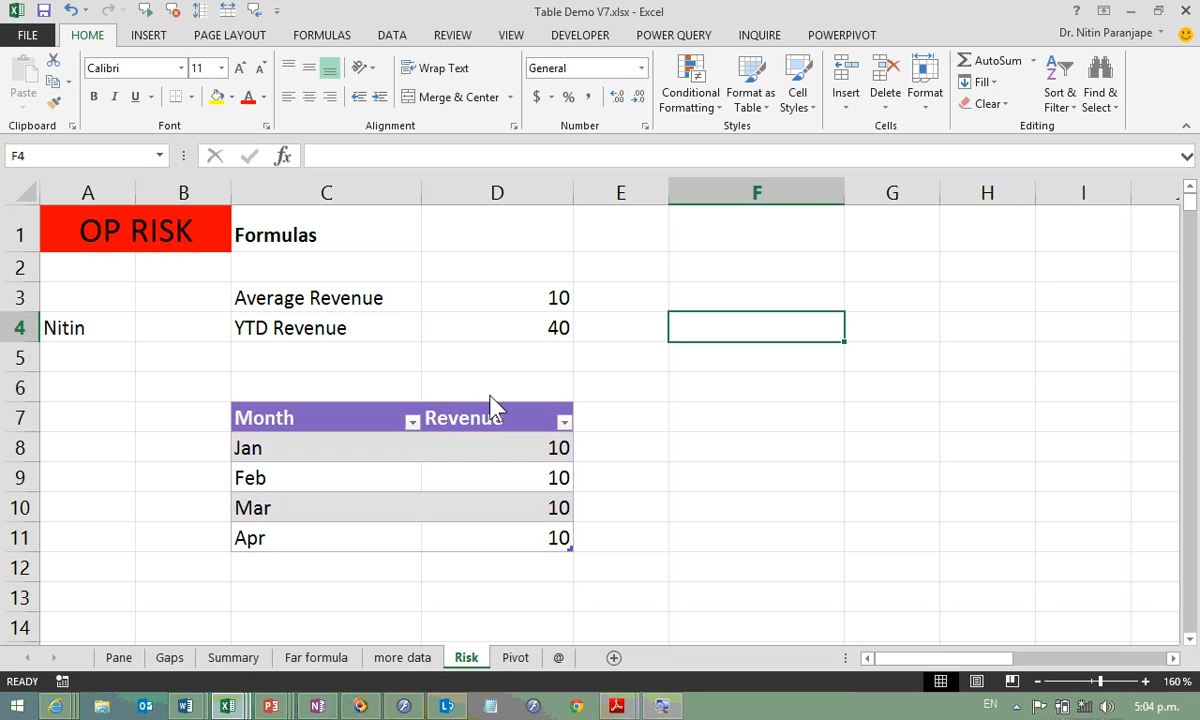 Table Demo V7.xlsx - Excel
?
FILE HOME INSERT PAGE LAYOUT FORMULAS DATA REVIEW VIEW DEVELOPER POWER QUERY INQUIRE POWERPIVOT Dr. Nitin Paranjape
Paste
Calibri 11 A A
B I U A
Wrap Text
Merge & Center
General
$ % , .00 .0
Conditional Formatting
Format as Table
Cell Styles
Insert
Delete
Format
AutoSum
Fill
Clear
Sort & Filter
Find & Select
Clipboard Font Alignment Number Styles Cells Editing
F4 fx
A B C D E F G H I
1 OP RISK Formulas
2
3 Average Revenue 10
4 Nitin YTD Revenue 40
5
6
7 Month Revenue
8 Jan 10
9 Feb 10
10 Mar 10
11 Apr 10
12
13
14
Pane Gaps Summary Far formula more data Risk Pivot @
READY 160 %
EN 5:04 p.m.